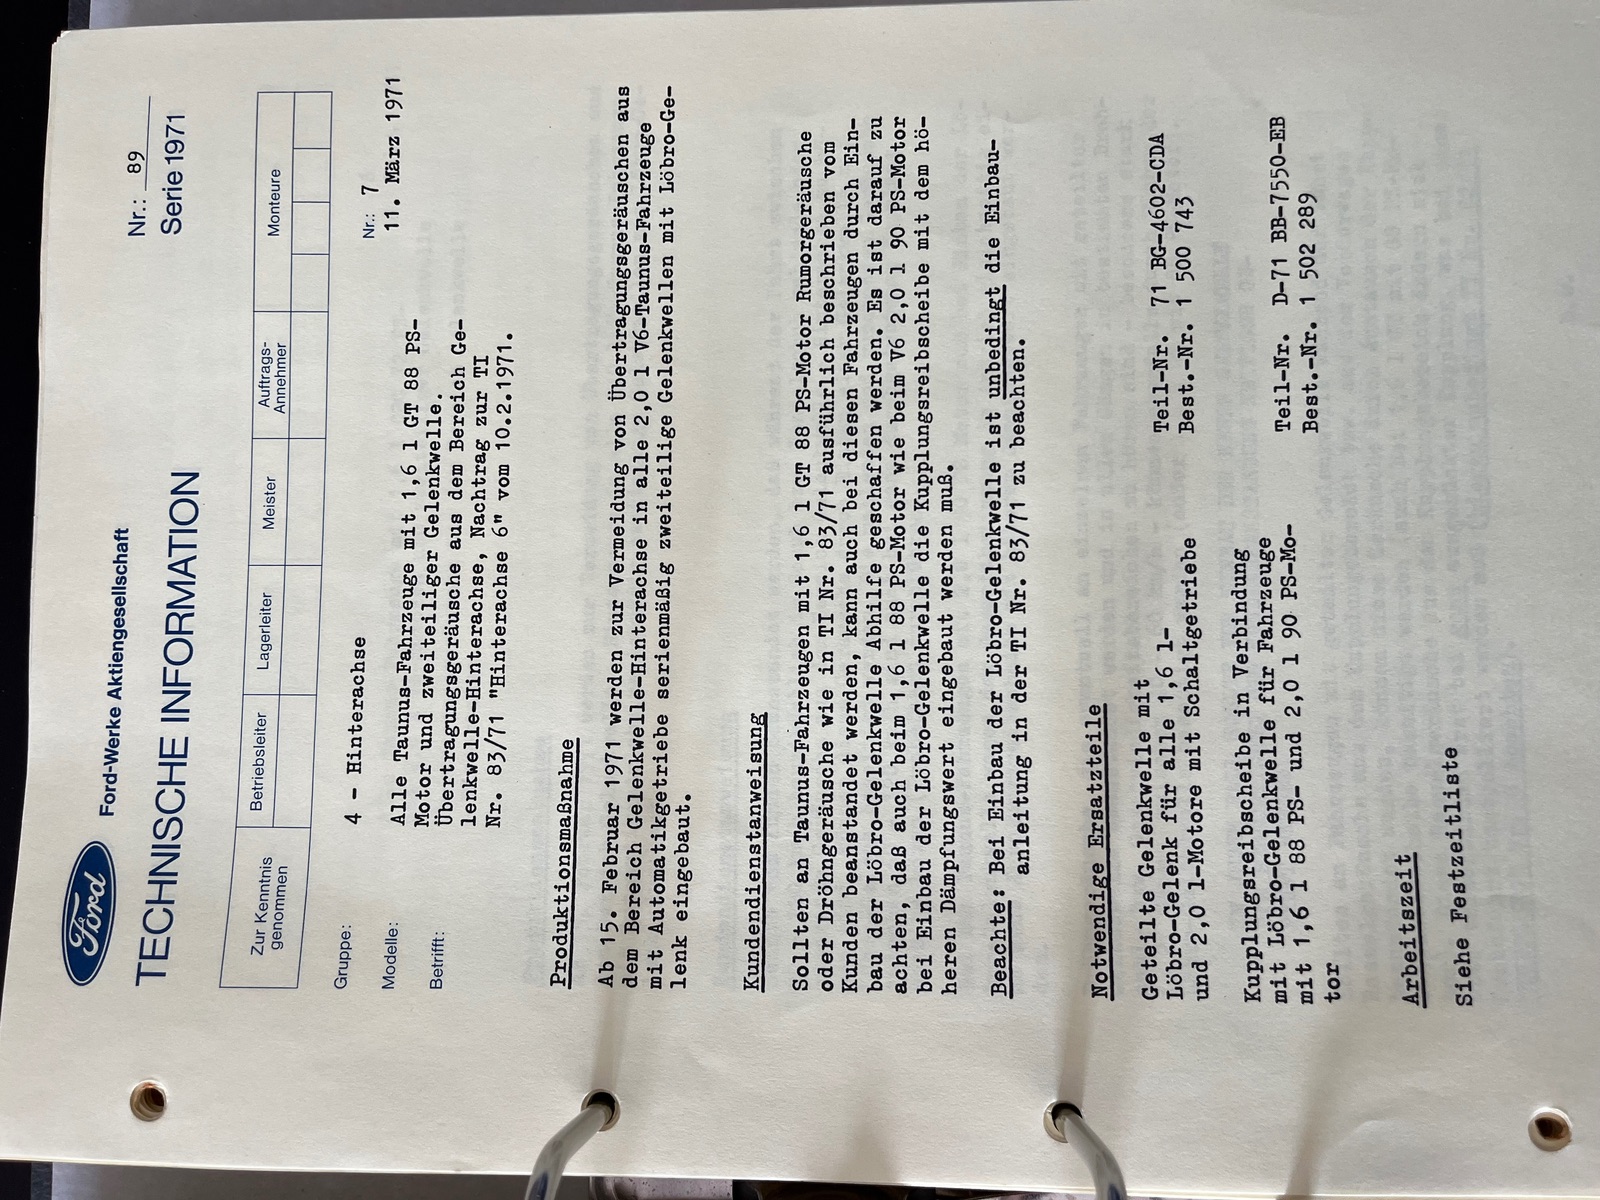 Ford
Ford-Werke Aktiengesellschaft
TECHNISCHE INFORMATION
Nr.: 89
Serie 1971
Zur Kenntnis genommen
Betriebsleiter
Lagerleiter
Meister
Auftrags-Annehmer
Monteure
Gruppe: 4 - Hinterachse Nr.: 7
11. März 1971
Modelle: Alle Taunus-Fahrzeuge mit 1,6 l GT 88 PS-
Motor und zweiteiliger Gelenkwelle.
Betrifft: Übertragungsgeräusche aus dem Bereich Ge-
lenkwelle-Hinterachse, Nachtrag zur TI
Nr. 83/71 "Hinterachse 6" vom 10.2.1971.
Produktionsmaßnahme
Ab 15. Februar 1971 werden zur Vermeidung von Übertragungsgeräuschen aus
dem Bereich Gelenkwelle-Hinterachse in alle 2,0 l V6-Taunus-Fahrzeuge
mit Automatikgetriebe serienmäßig zweiteilige Gelenkwellen mit Löbro-Ge-
lenk eingebaut.
Kundendienstanweisung
Sollten an Taunus-Fahrzeugen mit 1,6 l GT 88 PS-Motor Rumorgeräusche
oder Dröhngeräusche wie in TI Nr. 83/71 ausführlich beschrieben vom
Kunden beanstandet werden, kann auch bei diesen Fahrzeugen durch Ein-
bau der Löbro-Gelenkwelle Abhilfe geschaffen werden. Es ist darauf zu
achten, daß auch beim 1,6 l 88 PS-Motor wie beim V6 2,0 l 90 PS-Motor
bei Einbau der Löbro-Gelenkwelle die Kupplungsreibscheibe mit dem hö-
heren Dämpfungswert eingebaut werden muß.
Beachte: Bei Einbau der Löbro-Gelenkwelle ist unbedingt die Einbau-
anleitung in der TI Nr. 83/71 zu beachten.
Notwendige Ersatzteile
Geteilte Gelenkwelle mit
Löbro-Gelenk für alle 1,6 l- Teil-Nr. 71 BG-4602-CDA
und 2,0 l-Motore mit Schaltgetriebe Best.-Nr. 1 500 743
Kupplungsreibscheibe in Verbindung
mit Löbro-Gelenkwelle für Fahrzeuge Teil-Nr. D-71 BB-7550-EB
mit 1,6 l 88 PS- und 2,0 l 90 PS-Mo- Best.-Nr. 1 502 289
tor
Arbeitszeit
Siehe Festzeitliste